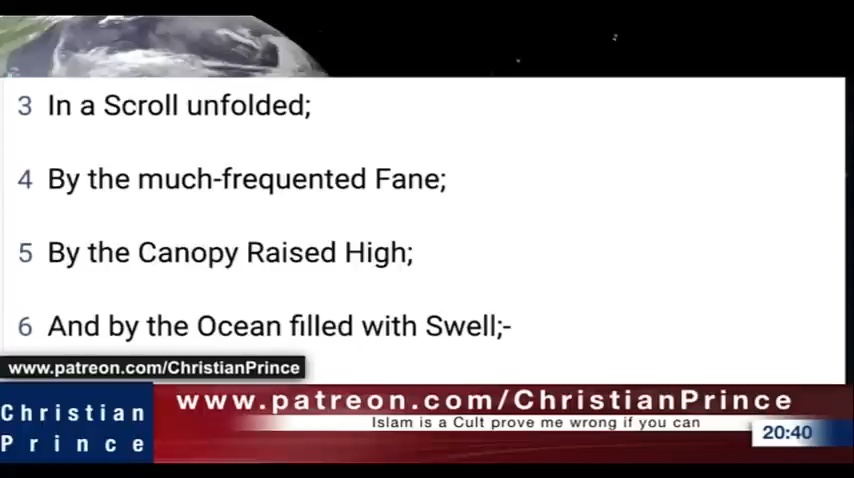 3 In a Scroll unfolded;
4 By the much-frequented Fane;
5 By the Canopy Raised High;
6 And by the Ocean filled with Swell;-
www.patreon.com/ChristianPrince
Christian
Prince
www.patreon.com/ChristianPrince
Islam is a Cult prove me wrong if you can
20:40